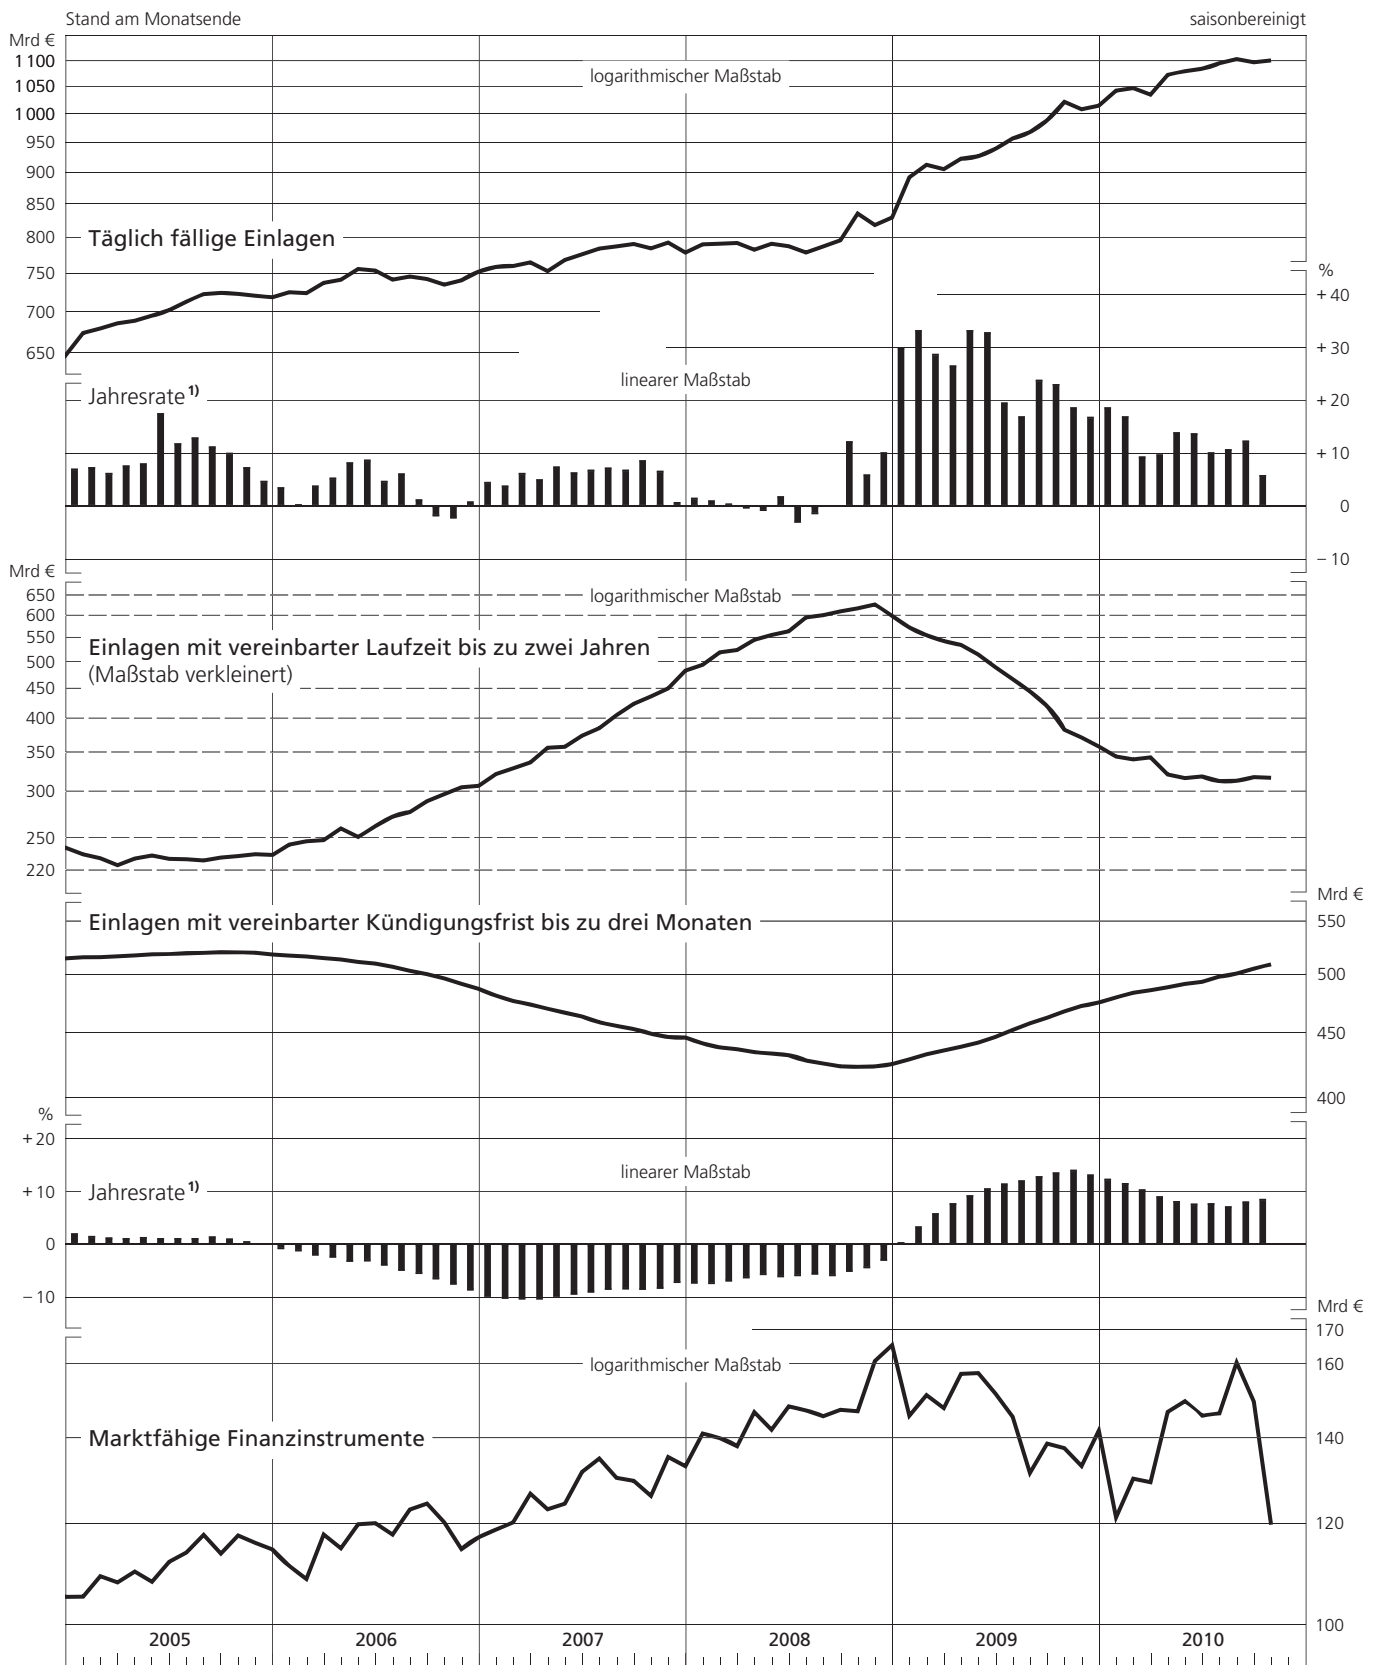 Stand am Monatsende saisonbereinigt
Mrd €
1 100
logarithmischer Maßstab
1 050
1 000
950
900
850
800
Täglich fällige Einlagen
750
%
+ 40
700
650
+ 30
linearer Maßstab
Jahresrate 1)
+ 20
+ 10
0
– 10
Mrd €
650
logarithmischer Maßstab
600
550
Einlagen mit vereinbarter Laufzeit bis zu zwei Jahren
500
(Maßstab verkleinert)
450
400
350
300
250
220
Mrd €
Einlagen mit vereinbarter Kündigungsfrist bis zu drei Monaten
550
500
450
400
%
+ 20
linearer Maßstab
+ 10
Jahresrate 1)
0
– 10
Mrd €
170
logarithmischer Maßstab
160
Marktfähige Finanzinstrumente
140
120
100
2005 2006 2007 2008 2009 2010